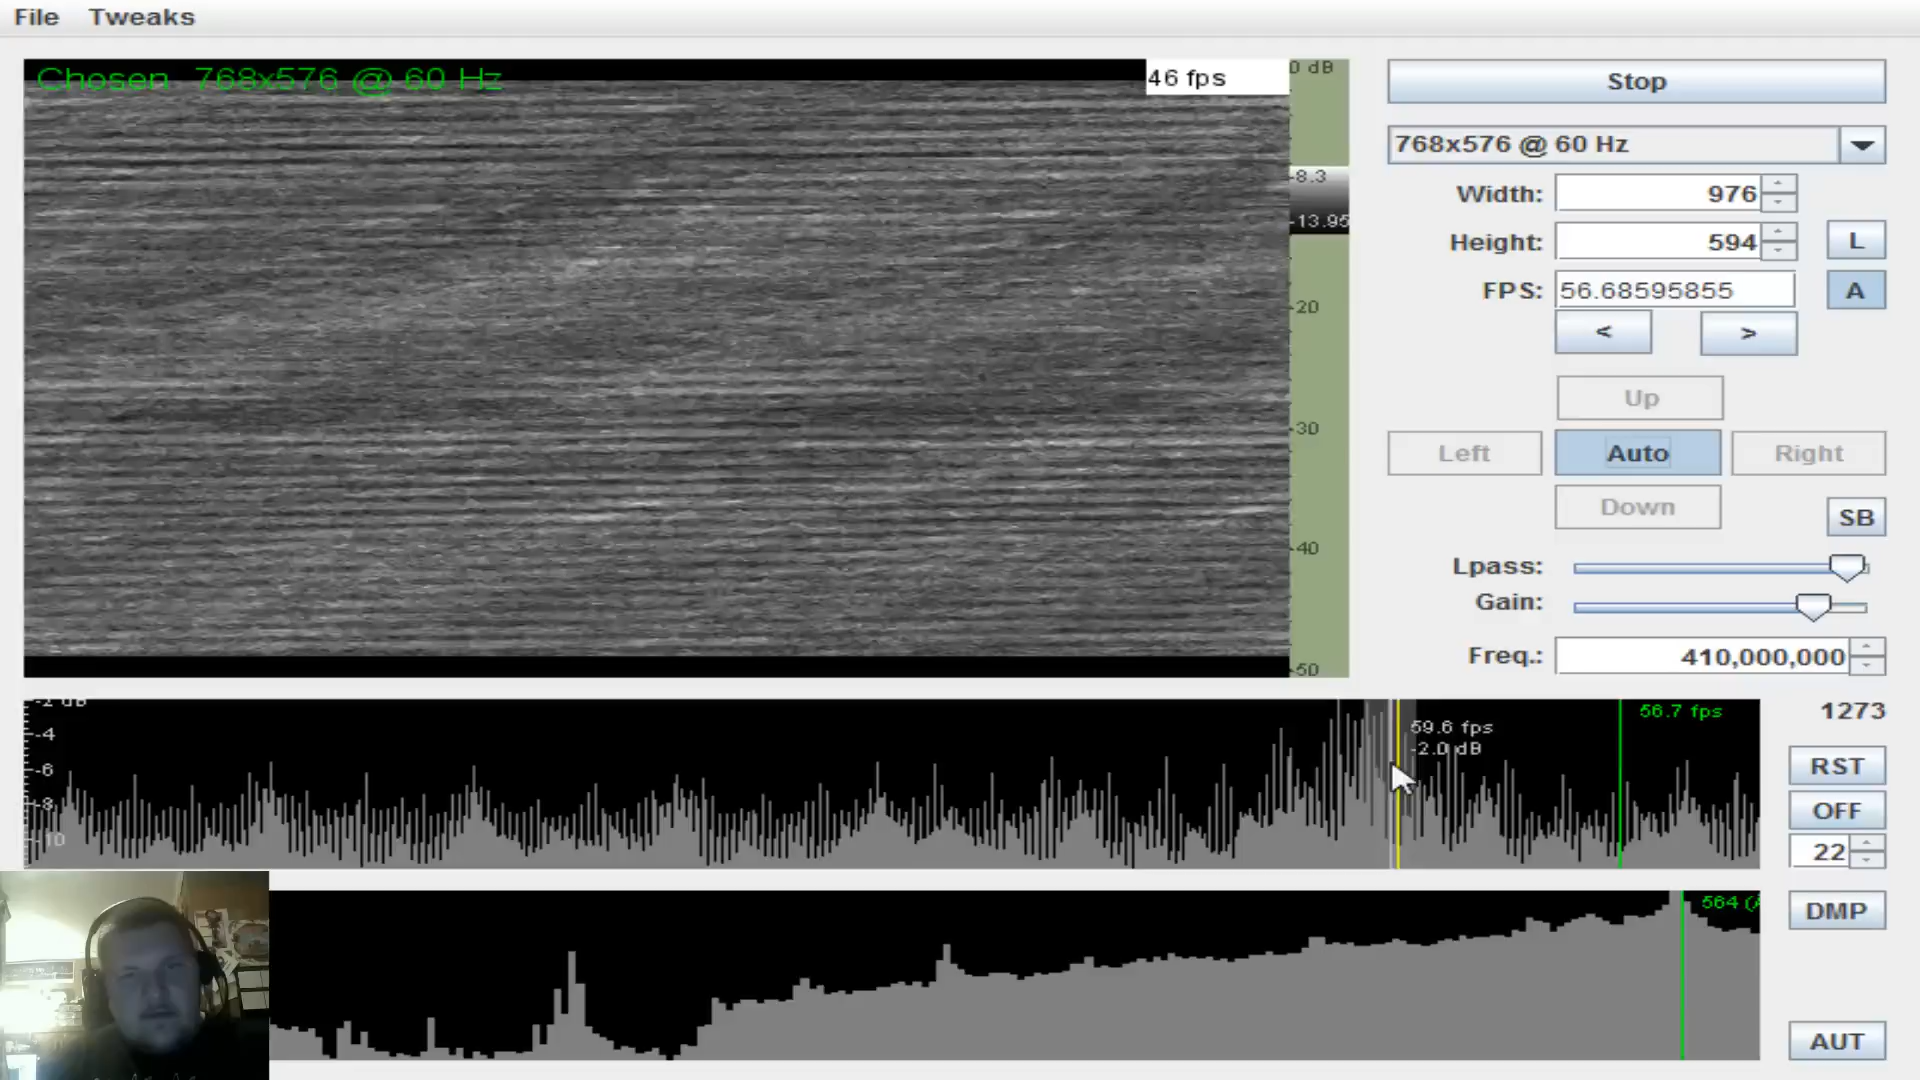 File Tweaks
Chosen 768x576 @ 60 Hz
46 fps
0 dB
-8.3
-13.95
-20
-30
-40
-50
Stop
768x576 @ 60 Hz
Width: 976
Height: 594
L
FPS: 56.68595855
A
< >
Up
Left Auto Right
Down
SB
Lpass:
Gain:
Freq.: 410,000,000
-2 dB
-4
-6
-8
-10
59.6 fps
-2.0 dB
56.7 fps
1273
RST
OFF
22
564 (A
DMP
AUT